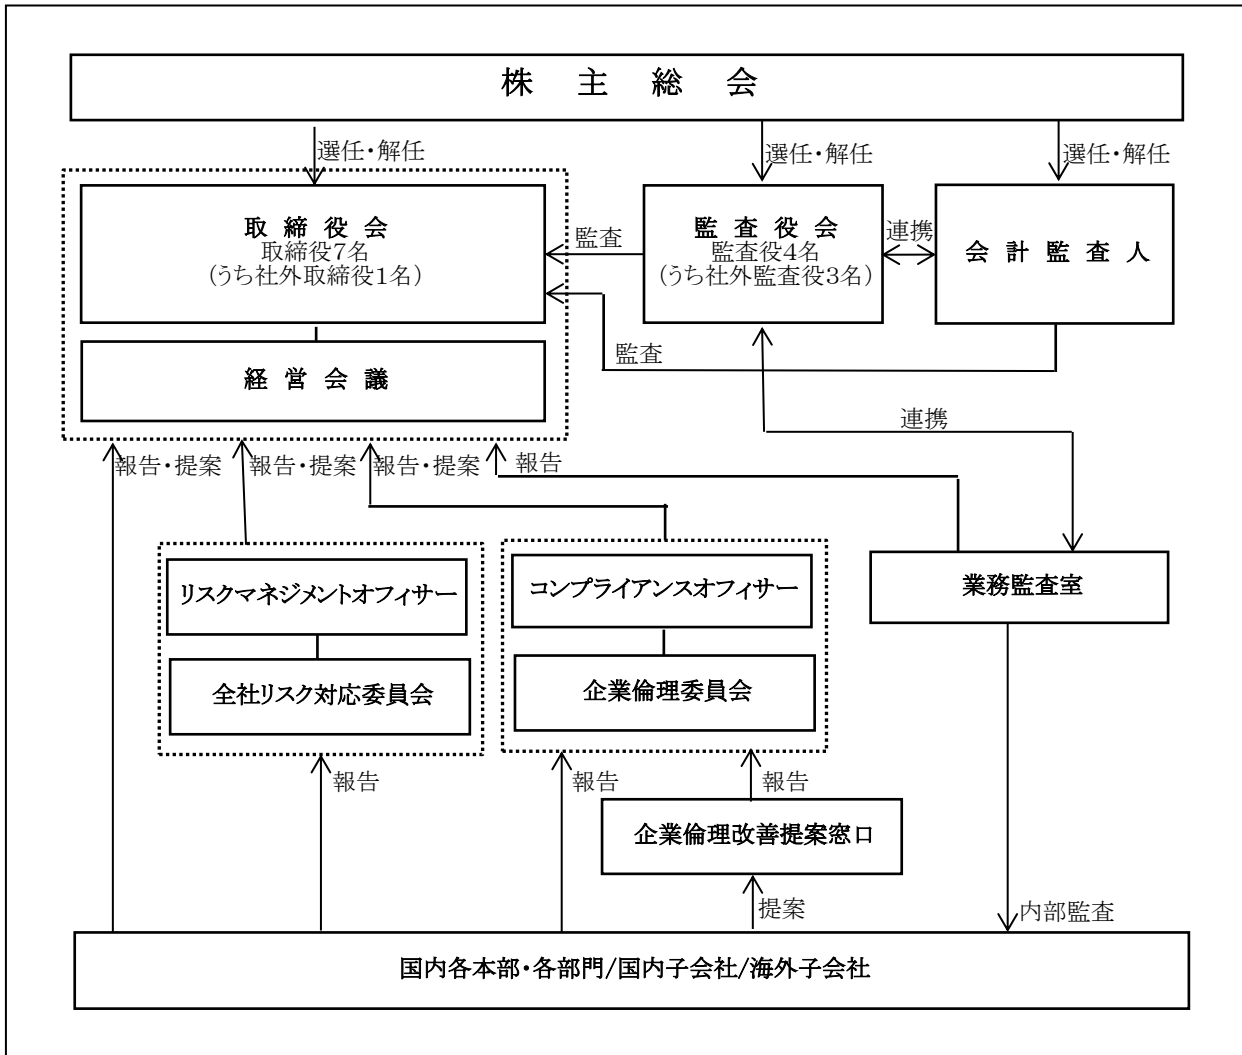 株主総会
選任・解任
選任・解任
選任・解任
取締役会
取締役7名
(うち社外取締役1名)
監査
監査役会
監査役4名
(うち社外監査役3名)
連携
会計監査人
監査
経営会議
連携
報告・提案
報告・提案
報告・提案
報告
リスクマネジメントオフィサー
コンプライアンスオフィサー
業務監査室
全社リスク対応委員会
企業倫理委員会
報告
報告
報告
企業倫理改善提案窓口
提案
内部監査
国内各本部・各部門/国内子会社/海外子会社